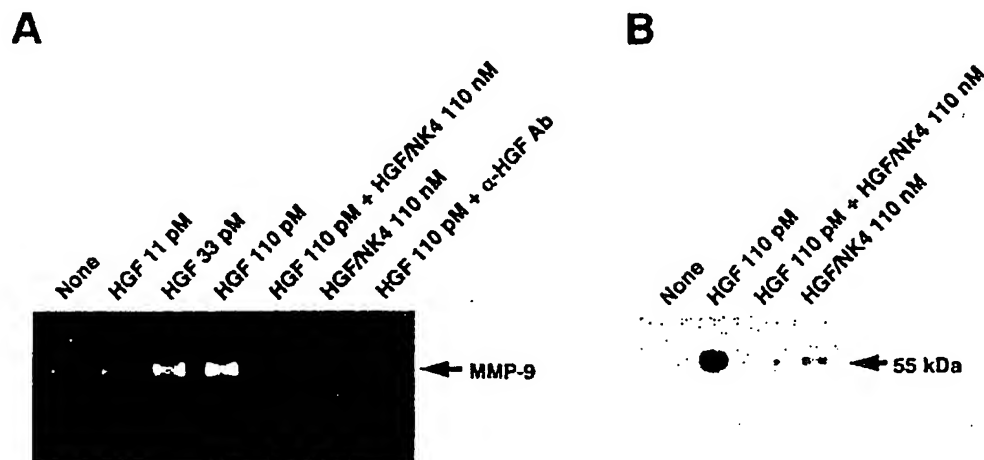 A
None
HGF 11 pM
HGF 33 pM
HGF 110 pM
HGF 110 pM + HGF/NK4 110 nM
HGF/NK4 110 nM
HGF 110 pM + α-HGF Ab
MMP-9
B
None
HGF 110 pM
HGF 110 pM + HGF/NK4 110 nM
HGF/NK4 110 nM
55 kDa